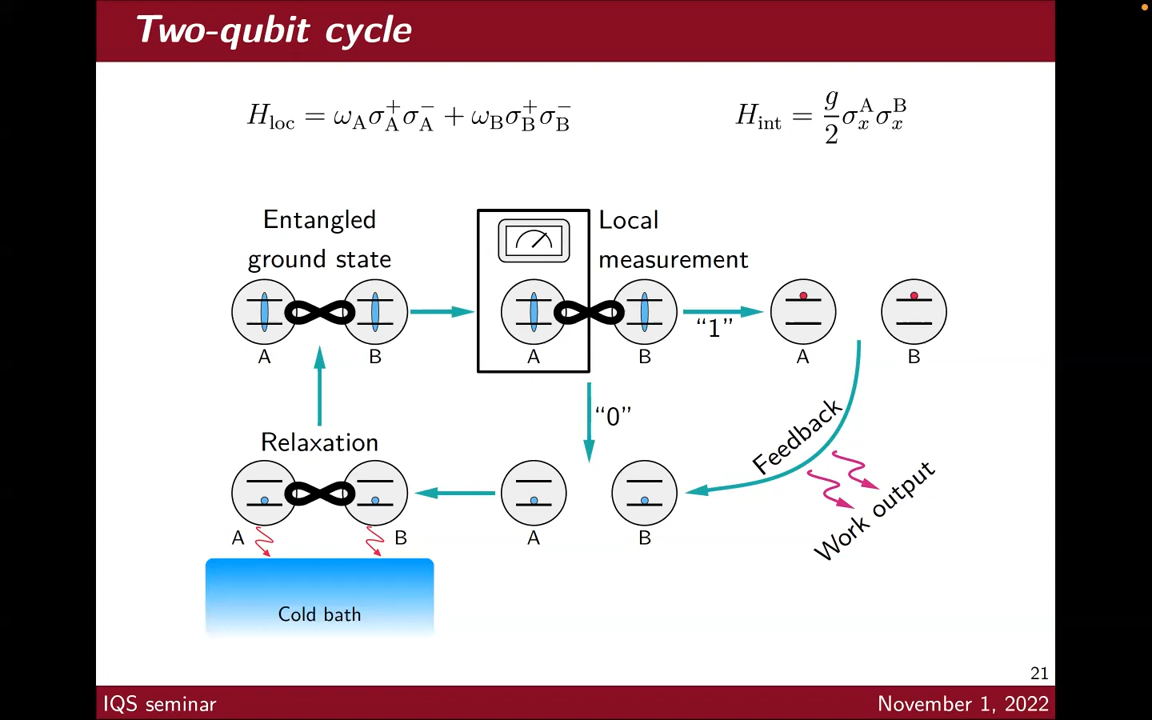 Two-qubit cycle
H_loc = ω_A σ_A^+ σ_A^- + ω_B σ_B^+ σ_B^-
H_int = g/2 σ_x^A σ_x^B
Entangled
ground state
Local
measurement
A
B
A
B
"1"
A
B
"0"
Feedback
Work output
Relaxation
A
B
A
B
Cold bath
21
IQS seminar
November 1, 2022